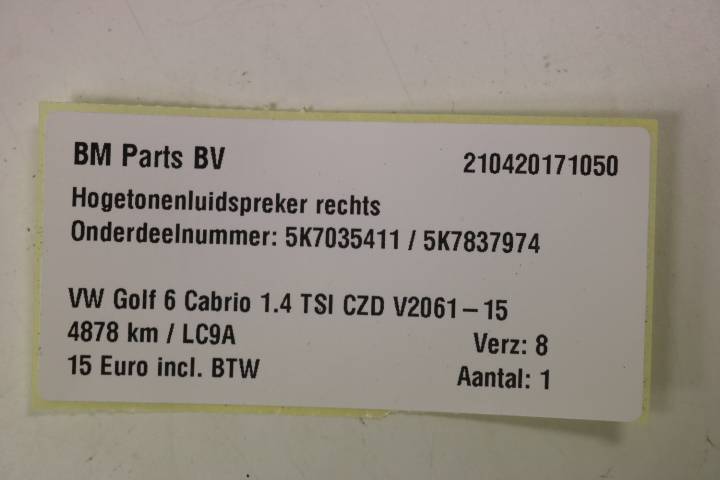 BM Parts BV 210420171050
Hogetonenluidspreker rechts
Onderdeelnummer: 5K7035411 / 5K7837974
VW Golf 6 Cabrio 1.4 TSI CZD V2061-15
4878 km / LC9A Verz: 8
15 Euro incl. BTW Aantal: 1